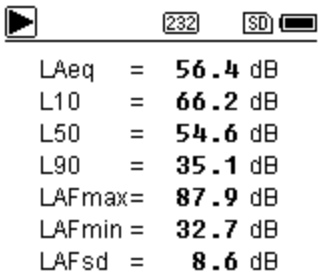 232 SD
LAeq = 56.4 dB
L10 = 66.2 dB
L50 = 54.6 dB
L90 = 35.1 dB
LAFmax= 87.9 dB
LAFmin = 32.7 dB
LAFsd = 8.6 dB